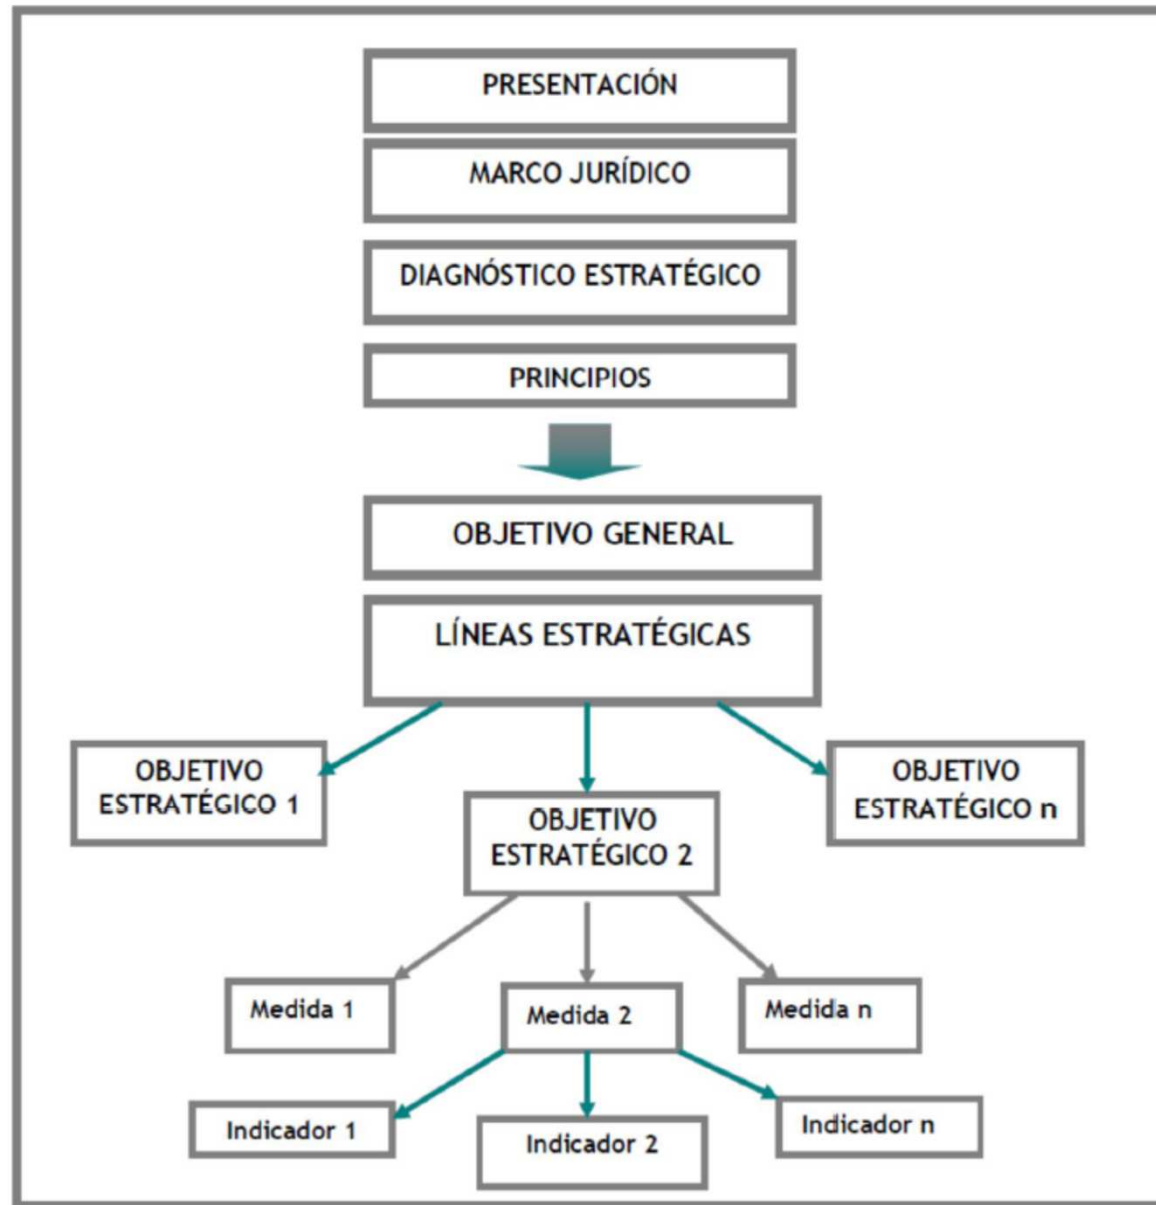 PRESENTACIÓN
MARCO JURÍDICO
DIAGNÓSTICO ESTRATÉGICO
PRINCIPIOS
OBJETIVO GENERAL
LÍNEAS ESTRATÉGICAS
OBJETIVO
ESTRATÉGICO 1
OBJETIVO
ESTRATÉGICO 2
OBJETIVO
ESTRATÉGICO n
Medida 1
Medida 2
Medida n
Indicador 1
Indicador 2
Indicador n